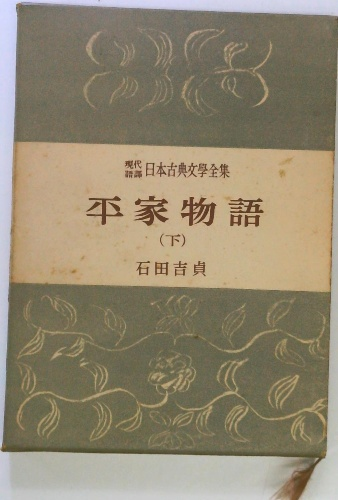 現代語譯 日本古典文學全集
平家物語
(下)
石田吉貞